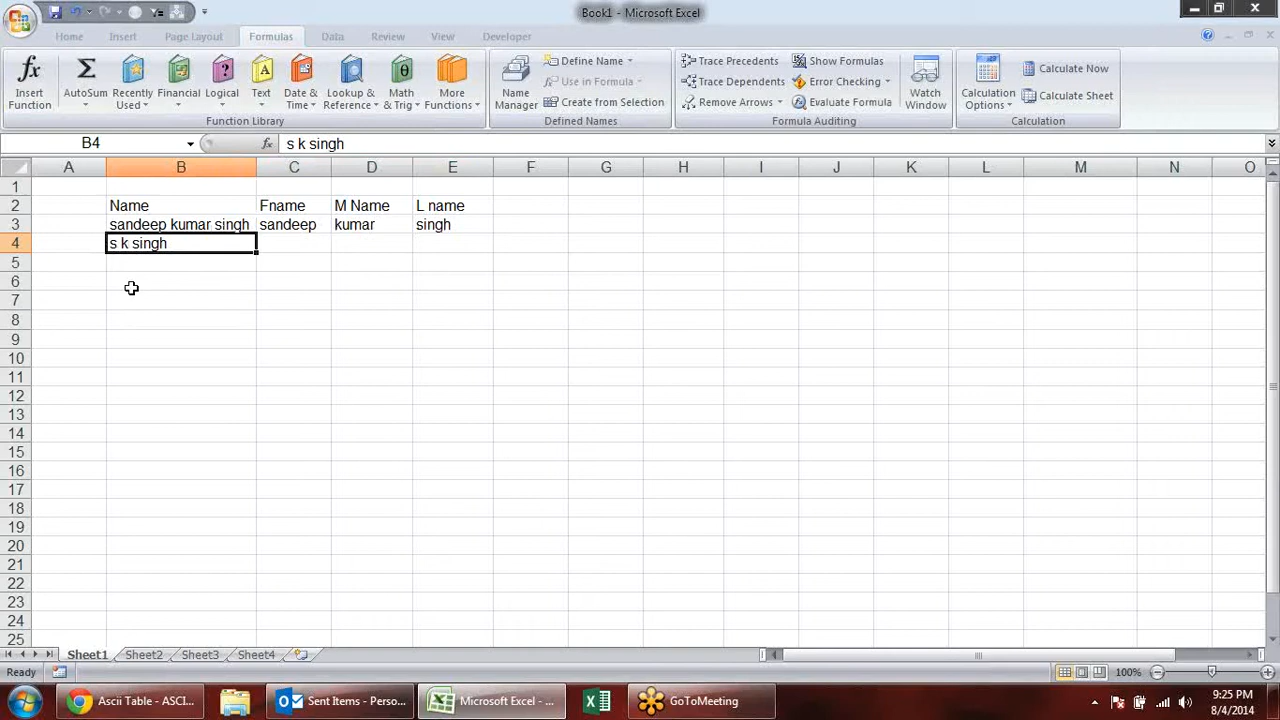 Book1 - Microsoft Excel
Home Insert Page Layout Formulas Data Review View Developer
Insert Function
AutoSum
Recently Used
Financial
Logical
Text
Date & Time
Lookup & Reference
Math & Trig
More Functions
Function Library
Name Manager
Define Name
Use in Formula
Create from Selection
Defined Names
Trace Precedents
Trace Dependents
Remove Arrows
Show Formulas
Error Checking
Evaluate Formula
Watch Window
Formula Auditing
Calculation Options
Calculate Now
Calculate Sheet
Calculation
B4 fx s k singh
A B C D E F G H I J K L M N O
1
2 Name Fname M Name L name
3 sandeep kumar singh sandeep kumar singh
4 s k singh
5
6
7
8
9
10
11
12
13
14
15
16
17
18
19
20
21
22
23
24
25
Sheet1 Sheet2 Sheet3 Sheet4
Ready 100%
Ascii Table - ASCI... Sent Items - Perso... Microsoft Excel - ... GoToMeeting
9:25 PM
8/4/2014